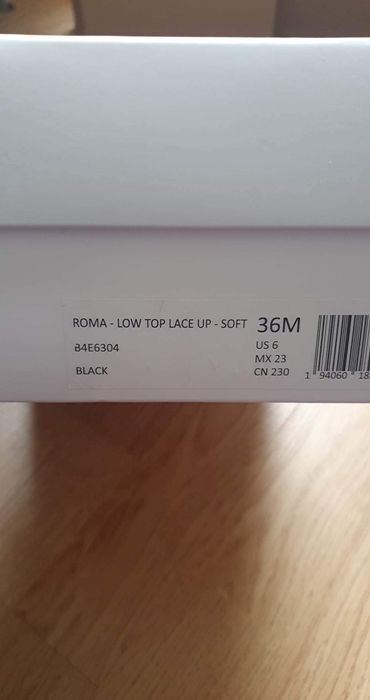 ROMA - LOW TOP LACE UP - SOFT 36M
B4E6304 US 6
MX 23
BLACK CN 230
1 94060 18